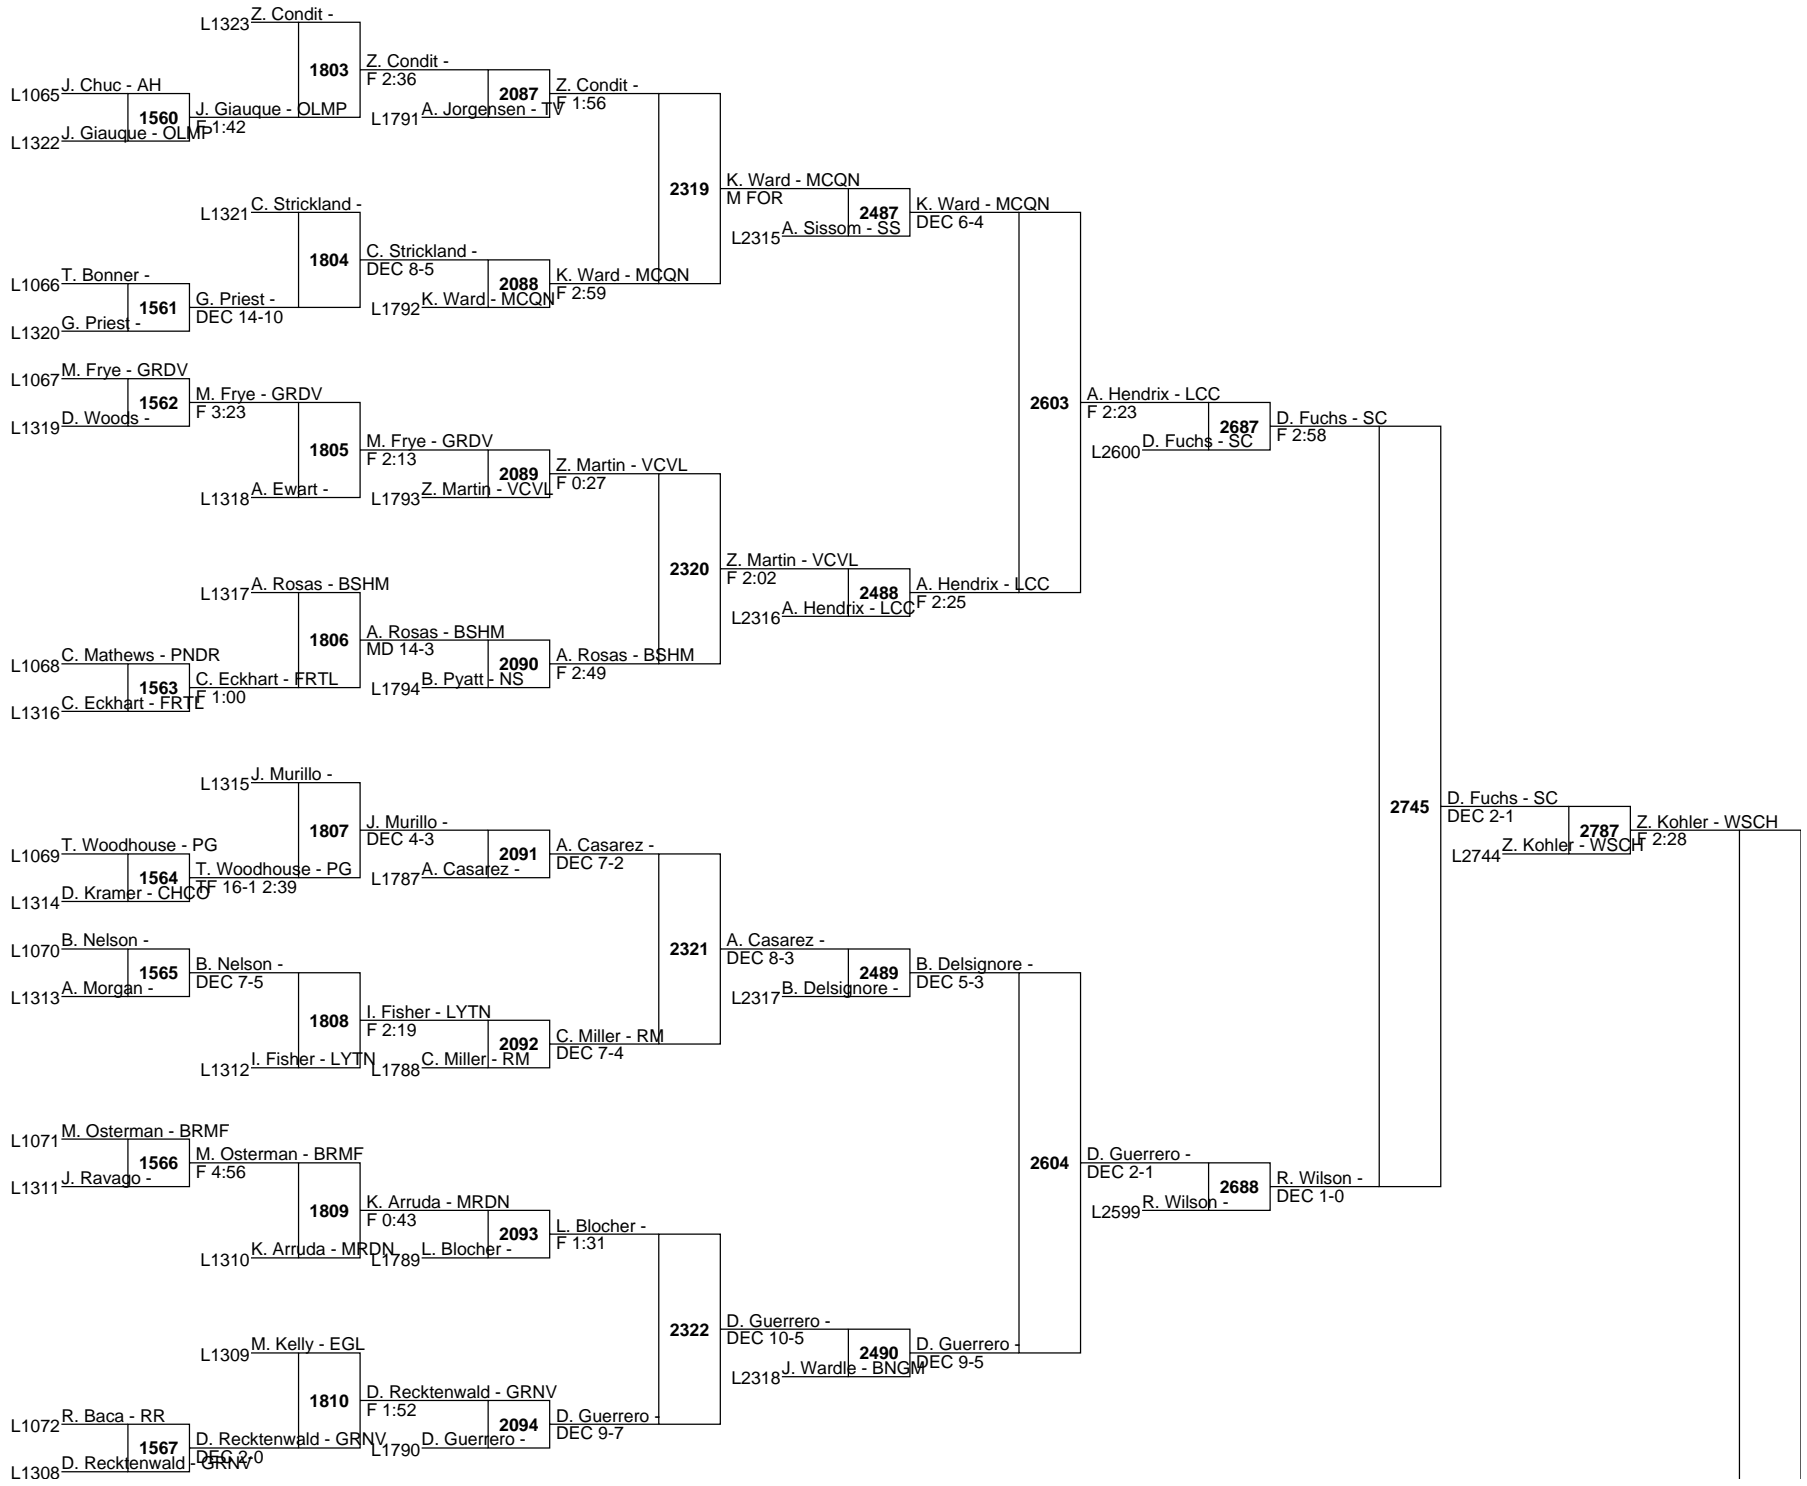 L1323 Z. Condit -
1803
Z. Condit -
F 2:36
L1065 J. Chuc - AH
1560
L1322 J. Giauque - OLMP
J. Giauque - OLMP
F 1:42
2087
L1791 A. Jorgensen - TV
Z. Condit -
F 1:56
2319
K. Ward - MCQN
M FOR
L1321 C. Strickland -
1804
C. Strickland -
DEC 8-5
L1066 T. Bonner -
1561
L1320 G. Priest -
G. Priest -
DEC 14-10
2088
L1792 K. Ward - MCQN
K. Ward - MCQN
F 2:59
2487
L2315 A. Sissom - SS
K. Ward - MCQN
DEC 6-4
L1067 M. Frye - GRDV
1562
L1319 D. Woods -
M. Frye - GRDV
F 3:23
1805
L1318 A. Ewart -
M. Frye - GRDV
F 2:13
2089
L1793 Z. Martin - VCVL
Z. Martin - VCVL
F 0:27
2603
A. Hendrix - LCC
F 2:23
2687
L2600 D. Fuchs - SC
D. Fuchs - SC
F 2:58
2320
Z. Martin - VCVL
F 2:02
2488
L2316 A. Hendrix - LCC
A. Hendrix - LCC
F 2:25
L1317 A. Rosas - BSHM
1806
A. Rosas - BSHM
MD 14-3
L1068 C. Mathews - PNDR
1563
L1316 C. Eckhart - FRTL
C. Eckhart - FRTL
F 1:00
2090
L1794 B. Pyatt - NS
A. Rosas - BSHM
F 2:49
L1315 J. Murillo -
1807
J. Murillo -
DEC 4-3
L1069 T. Woodhouse - PG
1564
L1314 D. Kramer - CHCO
T. Woodhouse - PG
TF 16-1 2:39
2091
L1787 A. Casarez -
A. Casarez -
DEC 7-2
2745
D. Fuchs - SC
DEC 2-1
2787
L2744 Z. Kohler - WSCH
Z. Kohler - WSCH
F 2:28
L1070 B. Nelson -
1565
L1313 A. Morgan -
B. Nelson -
DEC 7-5
2321
A. Casarez -
DEC 8-3
2489
L2317 B. Delsignore -
B. Delsignore -
DEC 5-3
1808
L1312 I. Fisher - LYTN
I. Fisher - LYTN
F 2:19
2092
L1788 C. Miller - RM
C. Miller - RM
DEC 7-4
L1071 M. Osterman - BRMF
1566
L1311 J. Ravago -
M. Osterman - BRMF
F 4:56
1809
L1310 K. Arruda - MRDN
K. Arruda - MRDN
F 0:43
2093
L1789 L. Blocher -
L. Blocher -
F 1:31
2604
D. Guerrero -
DEC 2-1
2688
L2599 R. Wilson -
R. Wilson -
DEC 1-0
2322
D. Guerrero -
DEC 10-5
2490
L2318 J. Wardle - BNGM
D. Guerrero -
DEC 9-5
L1309 M. Kelly - EGL
1810
D. Recktenwald - GRNV
F 1:52
L1072 R. Baca - RR
1567
L1308 D. Recktenwald - GRNV
D. Recktenwald - GRNV
DEC 2-0
2094
L1790 D. Guerrero -
D. Guerrero -
DEC 9-7